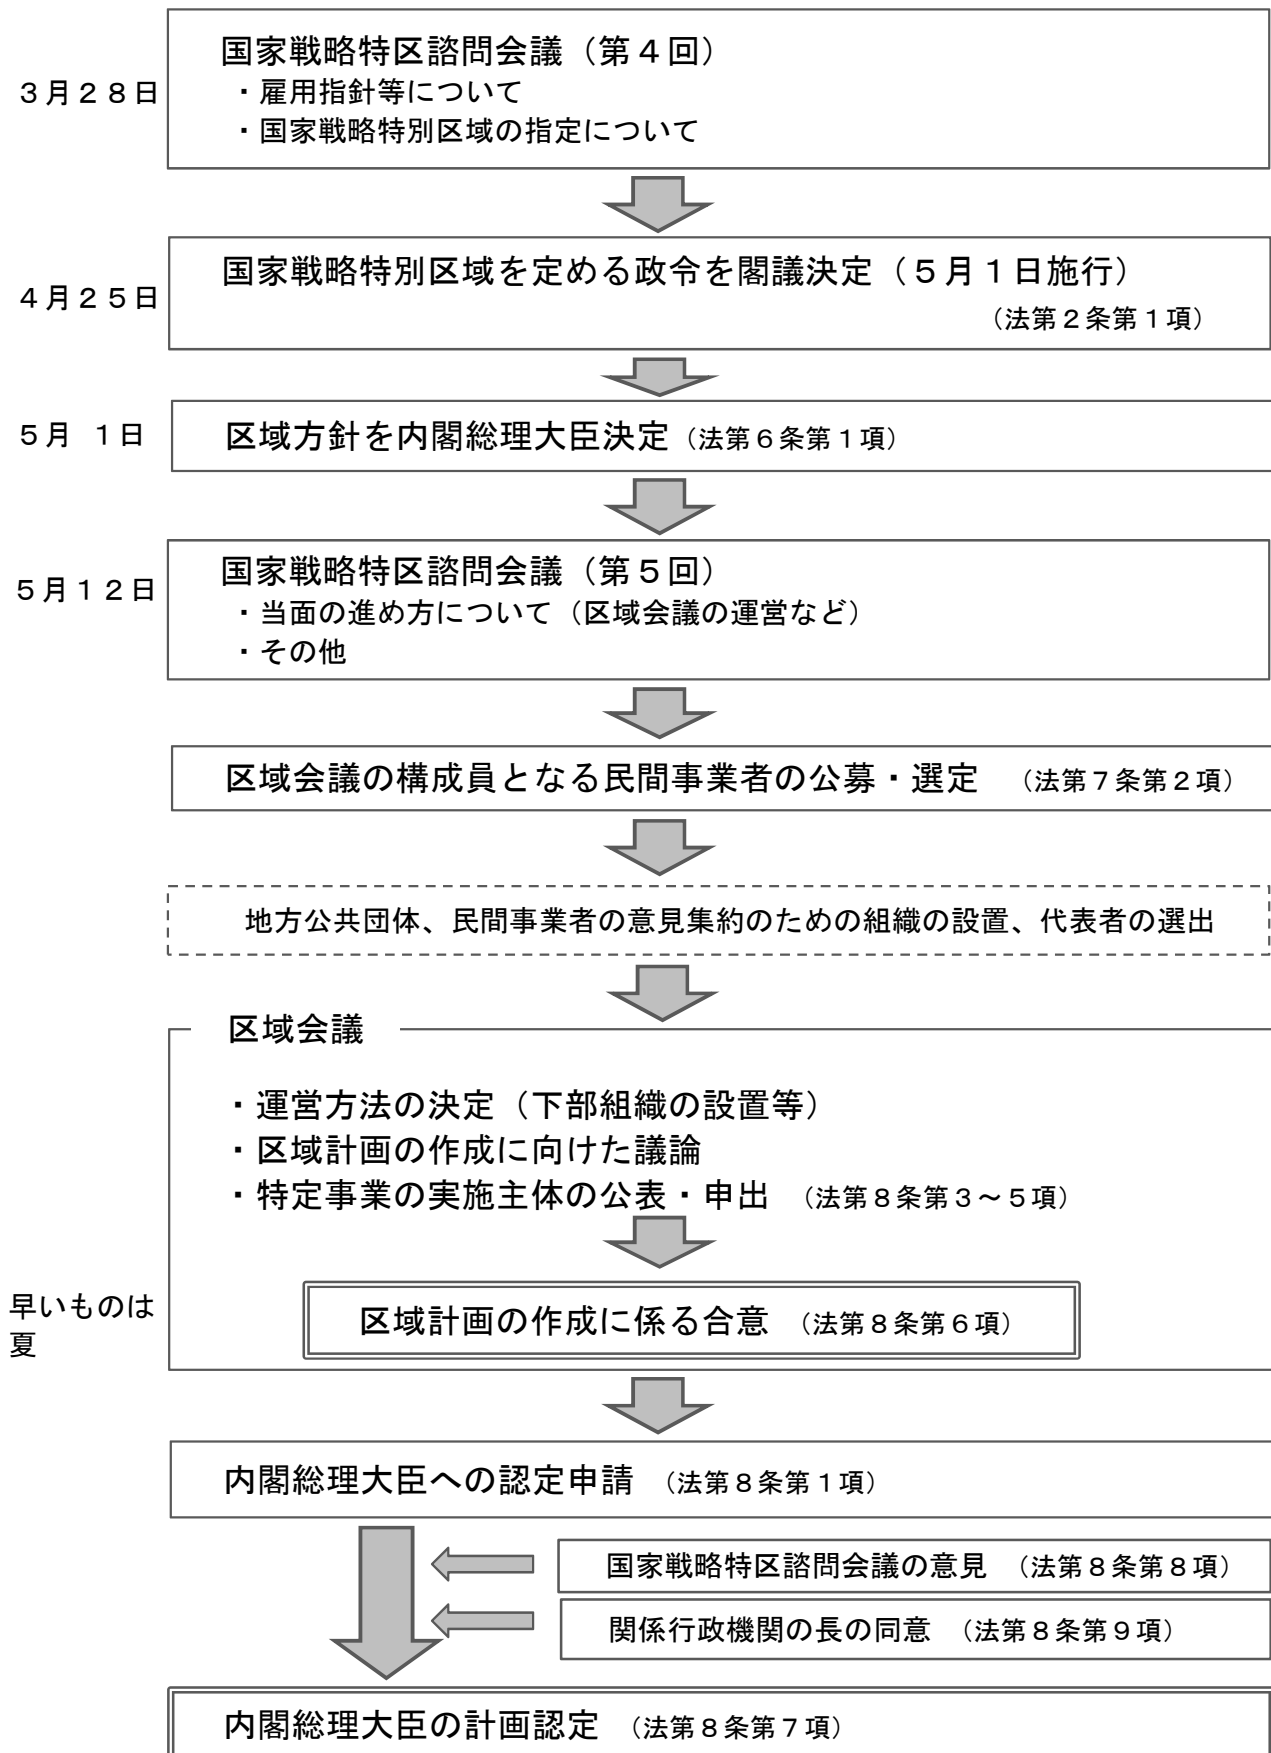 国家戦略特区諮問会議（第４回）
３月２８日
・雇用指針等について
・国家戦略特別区域の指定について
国家戦略特別区域を定める政令を閣議決定（５月１日施行）
４月２５日
（法第２条第１項）
５月 １日
区域方針を内閣総理大臣決定（法第６条第１項）
国家戦略特区諮問会議（第５回）
５月１２日
・当面の進め方について（区域会議の運営など）
・その他
区域会議の構成員となる民間事業者の公募・選定 （法第７条第２項）
地方公共団体、民間事業者の意見集約のための組織の設置、代表者の選出
区域会議
・運営方法の決定（下部組織の設置等）
・区域計画の作成に向けた議論
・特定事業の実施主体の公表・申出 （法第８条第３～５項）
早いものは
夏
区域計画の作成に係る合意 （法第８条第６項）
内閣総理大臣への認定申請 （法第８条第１項）
国家戦略特区諮問会議の意見 （法第８条第８項）
関係行政機関の長の同意 （法第８条第９項）
内閣総理大臣の計画認定 （法第８条第７項）